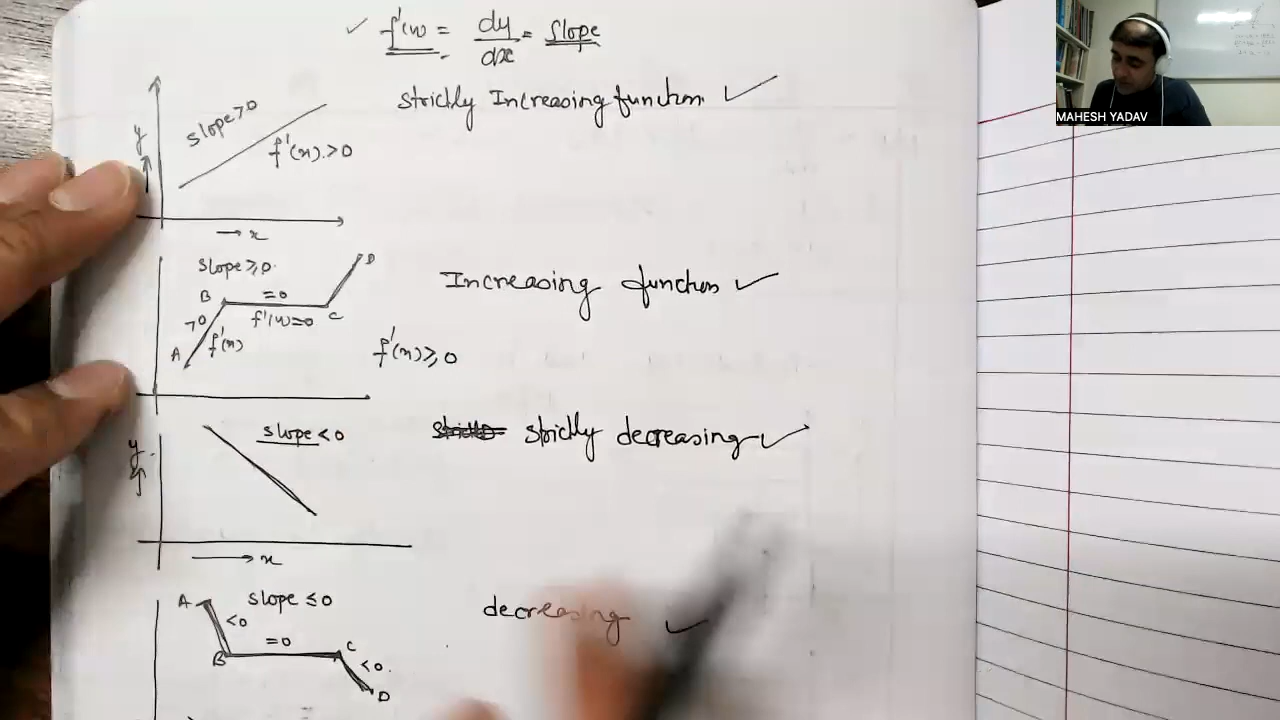 ✓ f'(x) = dy/dx = slope
MAHESH YADAV
strictly Increasing function ✓
slope>0
f'(x).>0
y
→ x
slope⩾0.
D
Increasing function ✓
B =0
>0 f'(x)=0 C
A f'(x)
f'(x)⩾0
slope<0
strictly decreasing ✓
y
→ x
A slope ≤0
<0
decreasing ✓
=0 C
B <0.
D